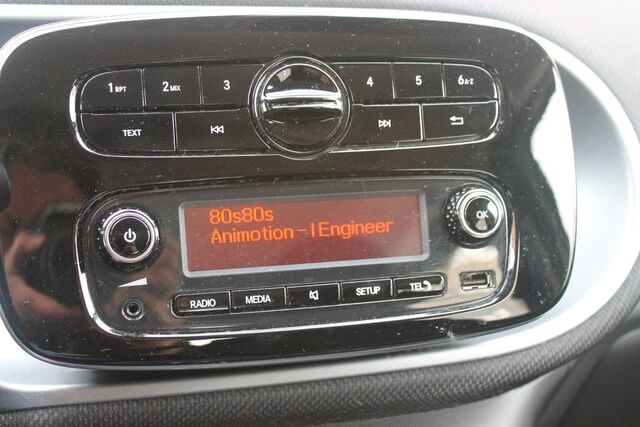 1 RPT 2 MIX 3 4 5 6 A-Z
TEXT
80s80s
Animotion - I Engineer
OK
RADIO MEDIA SETUP TEL